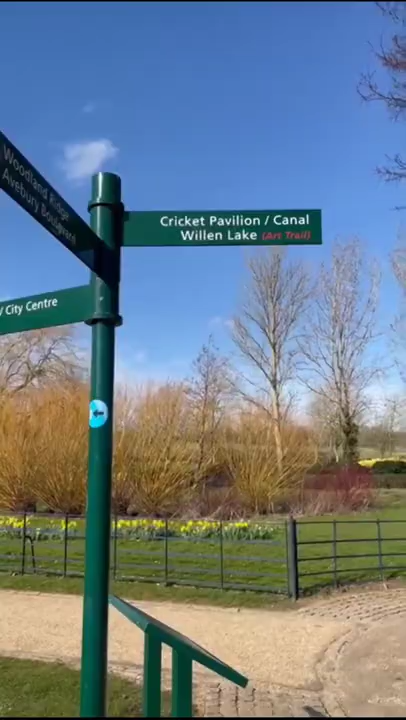 Woodland Ridge
Avebury Boulevard
Cricket Pavilion / Canal
Willen Lake (Art Trail)
/ City Centre